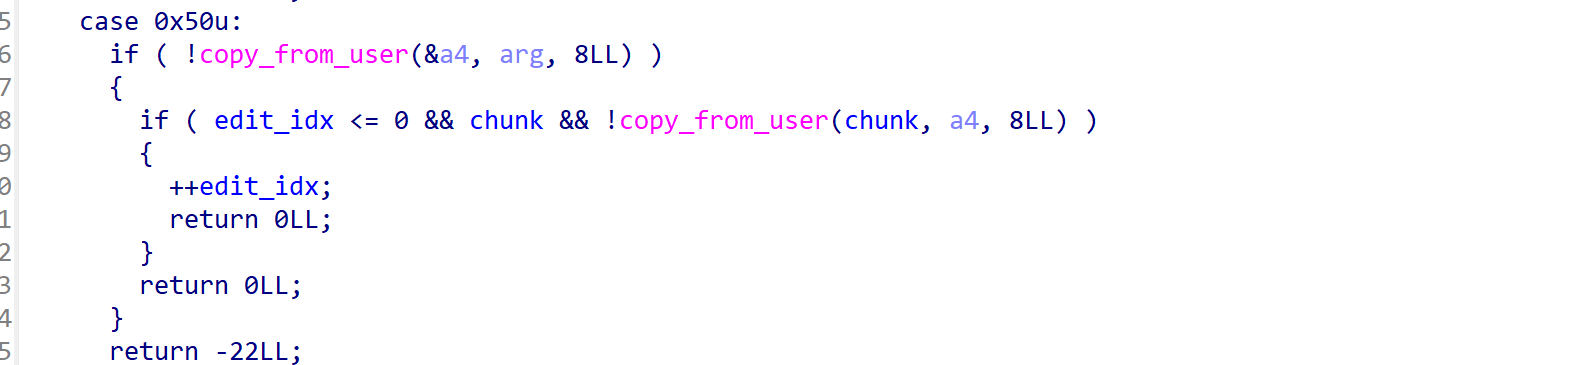 5 case 0x50u:
6 if ( !copy_from_user(&a4, arg, 8LL) )
7 {
8 if ( edit_idx <= 0 && chunk && !copy_from_user(chunk, a4, 8LL) )
9 {
0 ++edit_idx;
1 return 0LL;
2 }
3 return 0LL;
4 }
5 return -22LL;